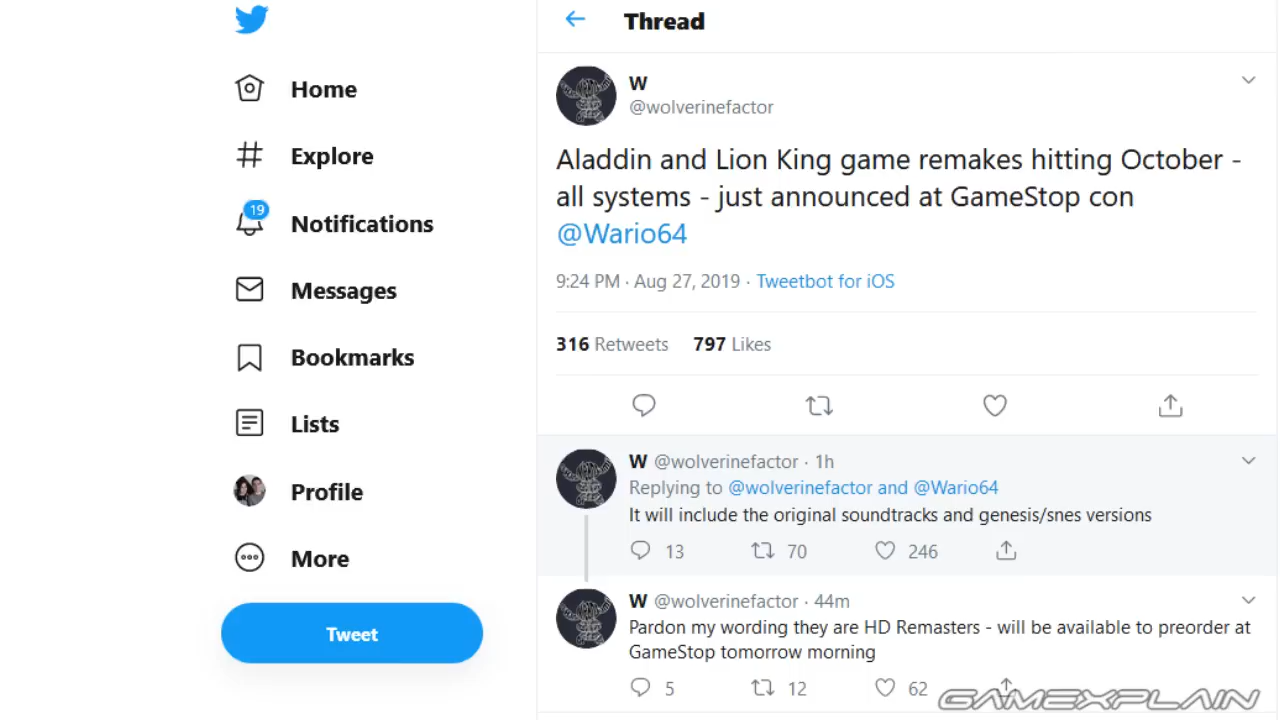 Thread
Home
Explore
19
Notifications
Messages
Bookmarks
Lists
Profile
More
Tweet
W
@wolverinefactor
Aladdin and Lion King game remakes hitting October -
all systems - just announced at GameStop con
@Wario64
9:24 PM · Aug 27, 2019 · Tweetbot for iOS
316 Retweets 797 Likes
W @wolverinefactor · 1h
Replying to @wolverinefactor and @Wario64
It will include the original soundtracks and genesis/snes versions
13 70 246
W @wolverinefactor · 44m
Pardon my wording they are HD Remasters - will be available to preorder at
GameStop tomorrow morning
5 12 62
GAMEXPLAIN